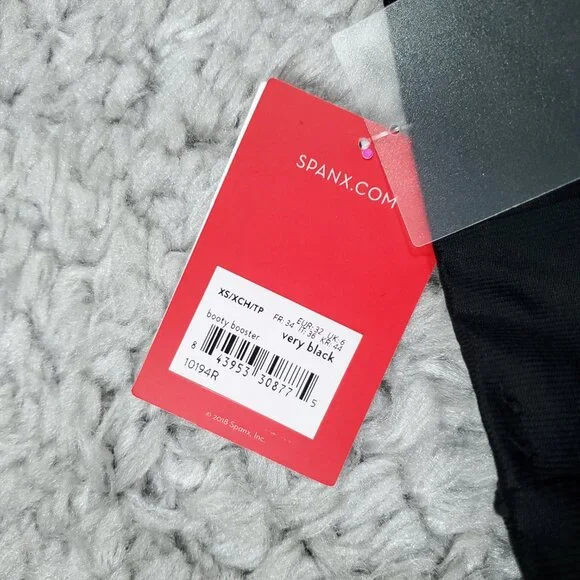 SPANX.COM
XS/XCH/TP
EUR: 32 UK: 6
FR: 34 IT: 36 KR: 44
booty booster
very black
8 43953 30877 5
10194R
© 2018 Spanx, Inc.